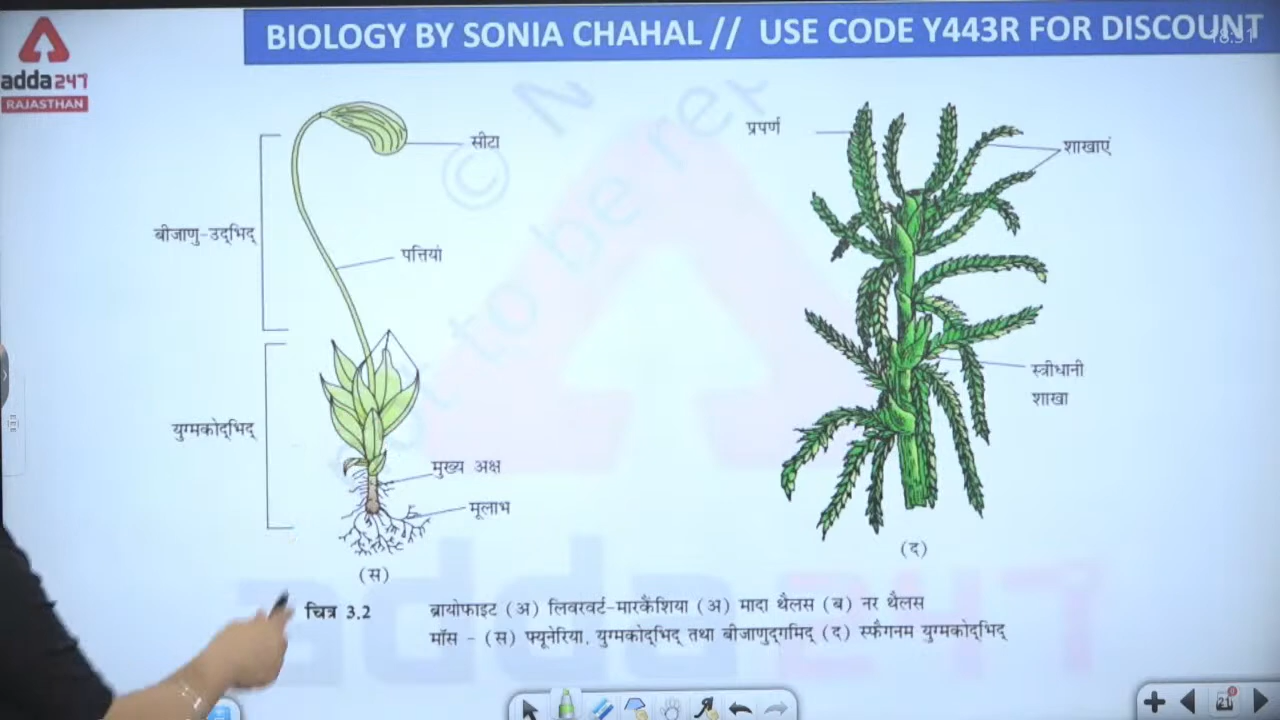 BIOLOGY BY SONIA CHAHAL // USE CODE Y443R FOR DISCOUNT
adda247
RAJASTHAN
सीटा
बीजाणु-उद्भिद्
पत्तियां
युग्मकोद्भिद्
मुख्य अक्ष
मूलाभ
(स)
प्रपर्ण
शाखाएं
स्त्रीधानी
शाखा
(द)
चित्र 3.2 ब्रायोफाइट (अ) लिवरवर्ट-मारकैंशिया (अ) मादा थैलस (ब) नर थैलस
मॉस - (स) फ्यूनेरिया, युग्मकोद्भिद् तथा बीजाणुद्गमिद् (द) स्फैगनम युग्मकोद्भिद्
21